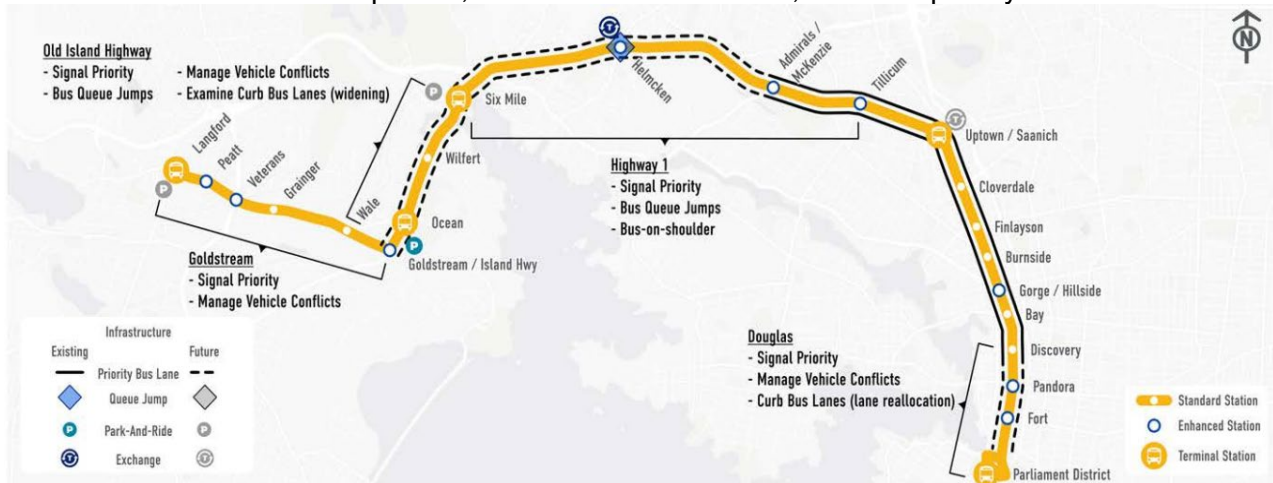 Old Island Highway
- Signal Priority
- Bus Queue Jumps
- Manage Vehicle Conflicts
- Examine Curb Bus Lanes (widening)
Langford
Peatt
Veterans
Grainger
Wale
Goldstream / Island Hwy
Ocean
Wilfert
Six Mile
Helmcken
Admirals /
McKenzie
Tillicum
Uptown / Saanich
Cloverdale
Finlayson
Burnside
Gorge / Hillside
Bay
Discovery
Pandora
Fort
Parliament District
Goldstream
- Signal Priority
- Manage Vehicle Conflicts
Highway 1
- Signal Priority
- Bus Queue Jumps
- Bus-on-shoulder
Douglas
- Signal Priority
- Manage Vehicle Conflicts
- Curb Bus Lanes (lane reallocation)
Infrastructure
Existing Future
Priority Bus Lane
Queue Jump
P Park-And-Ride P
Exchange
Standard Station
Enhanced Station
Terminal Station
N
P
P
P